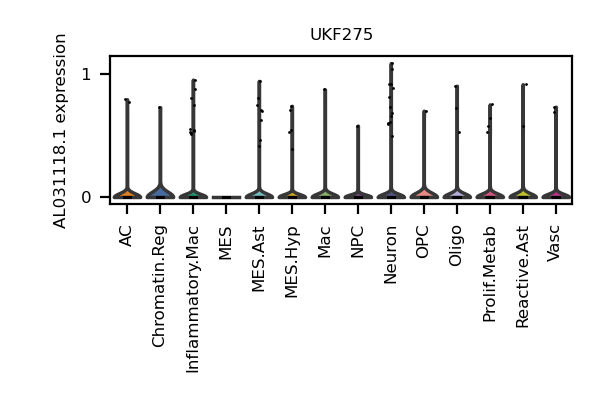 UKF275
AL031118.1 expression
1
0
AC
Chromatin.Reg
Inflammatory.Mac
MES
MES.Ast
MES.Hyp
Mac
NPC
Neuron
OPC
Oligo
Prolif.Metab
Reactive.Ast
Vasc